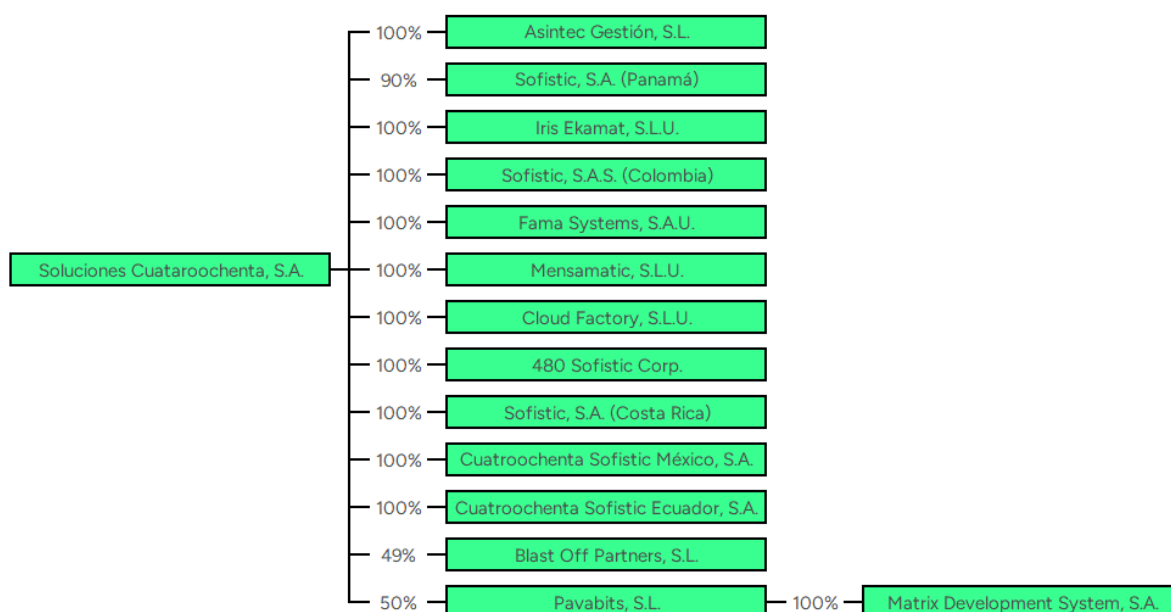 100% Asintec Gestión, S.L.
90% Sofistic, S.A. (Panamá)
100% Iris Ekamat, S.L.U.
100% Sofistic, S.A.S. (Colombia)
100% Fama Systems, S.A.U.
Soluciones Cuataroochenta, S.A. 100% Mensamatic, S.L.U.
100% Cloud Factory, S.L.U.
100% 480 Sofistic Corp.
100% Sofistic, S.A. (Costa Rica)
100% Cuatroochenta Sofistic México, S.A.
100% Cuatroochenta Sofistic Ecuador, S.A.
49% Blast Off Partners, S.L.
50% Pavabits, S.L. 100% Matrix Development System, S.A.